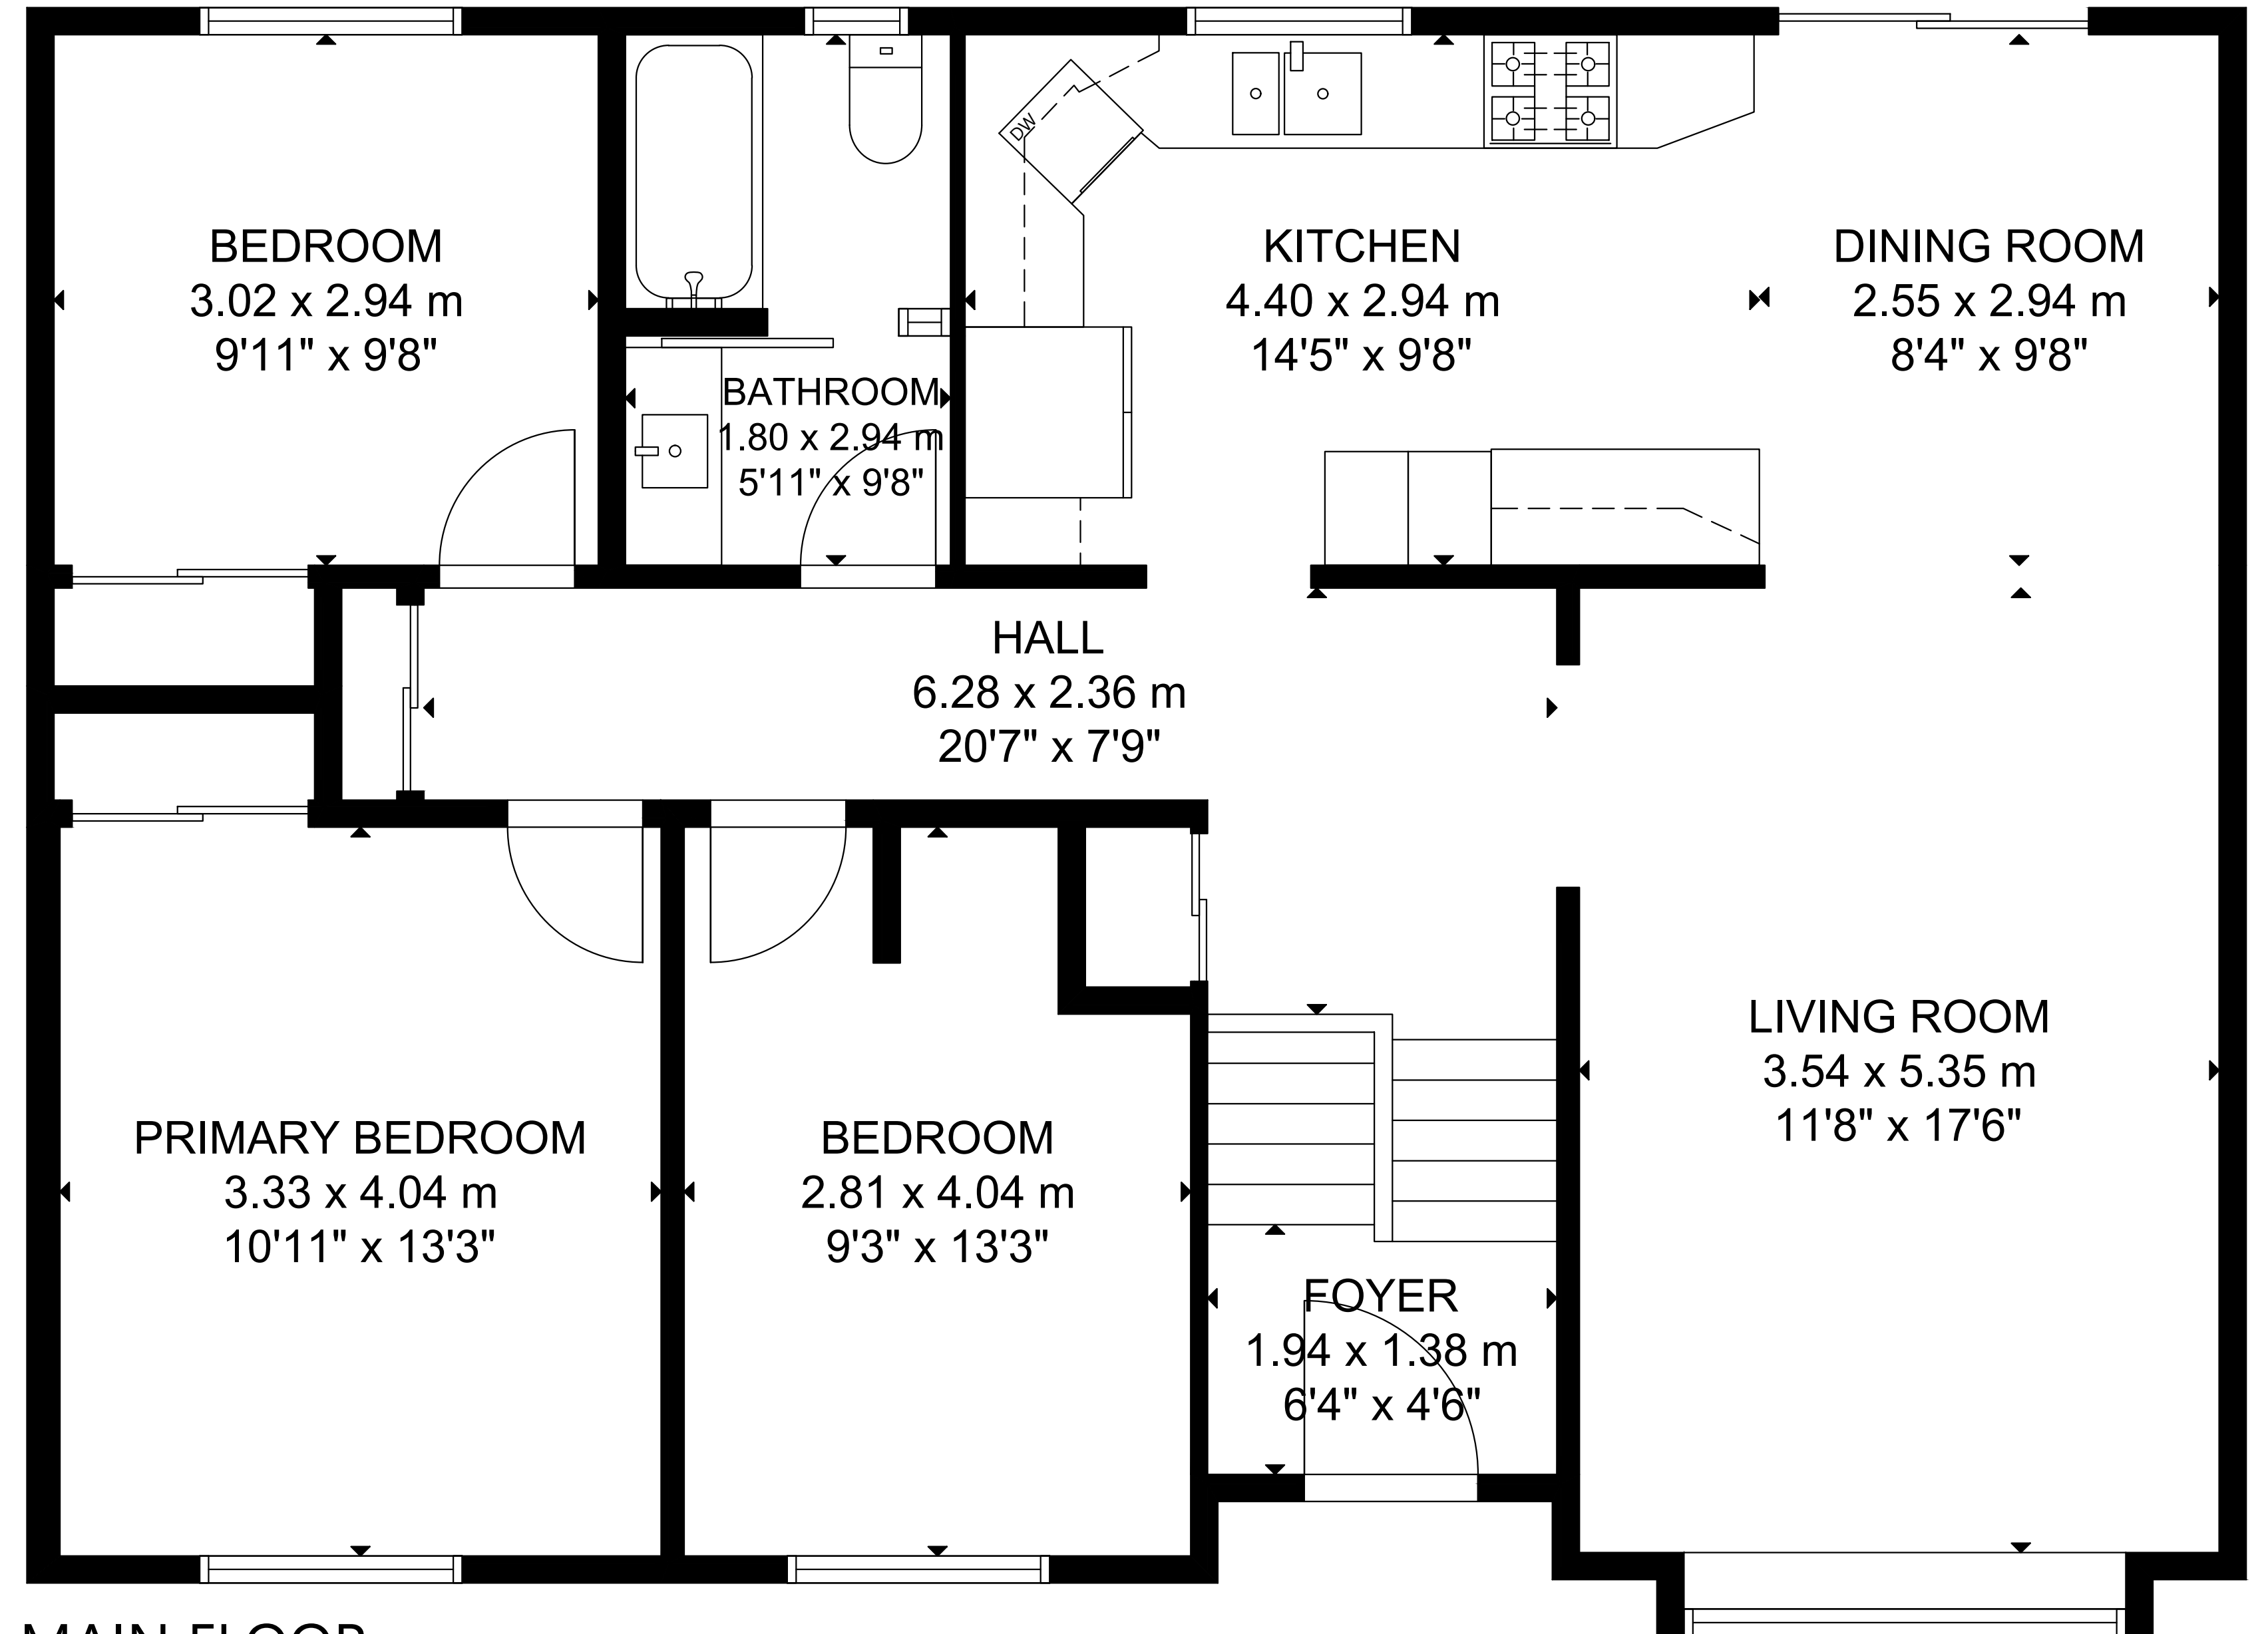 BEDROOM
3.02 x 2.94 m
9'11" x 9'8"
BATHROOM
1.80 x 2.94 m
5'11" x 9'8"
DW
KITCHEN
4.40 x 2.94 m
14'5" x 9'8"
DINING ROOM
2.55 x 2.94 m
8'4" x 9'8"
HALL
6.28 x 2.36 m
20'7" x 7'9"
LIVING ROOM
3.54 x 5.35 m
11'8" x 17'6"
PRIMARY BEDROOM
3.33 x 4.04 m
10'11" x 13'3"
BEDROOM
2.81 x 4.04 m
9'3" x 13'3"
FOYER
1.94 x 1.38 m
6'4" x 4'6"
MAIN FLOOR